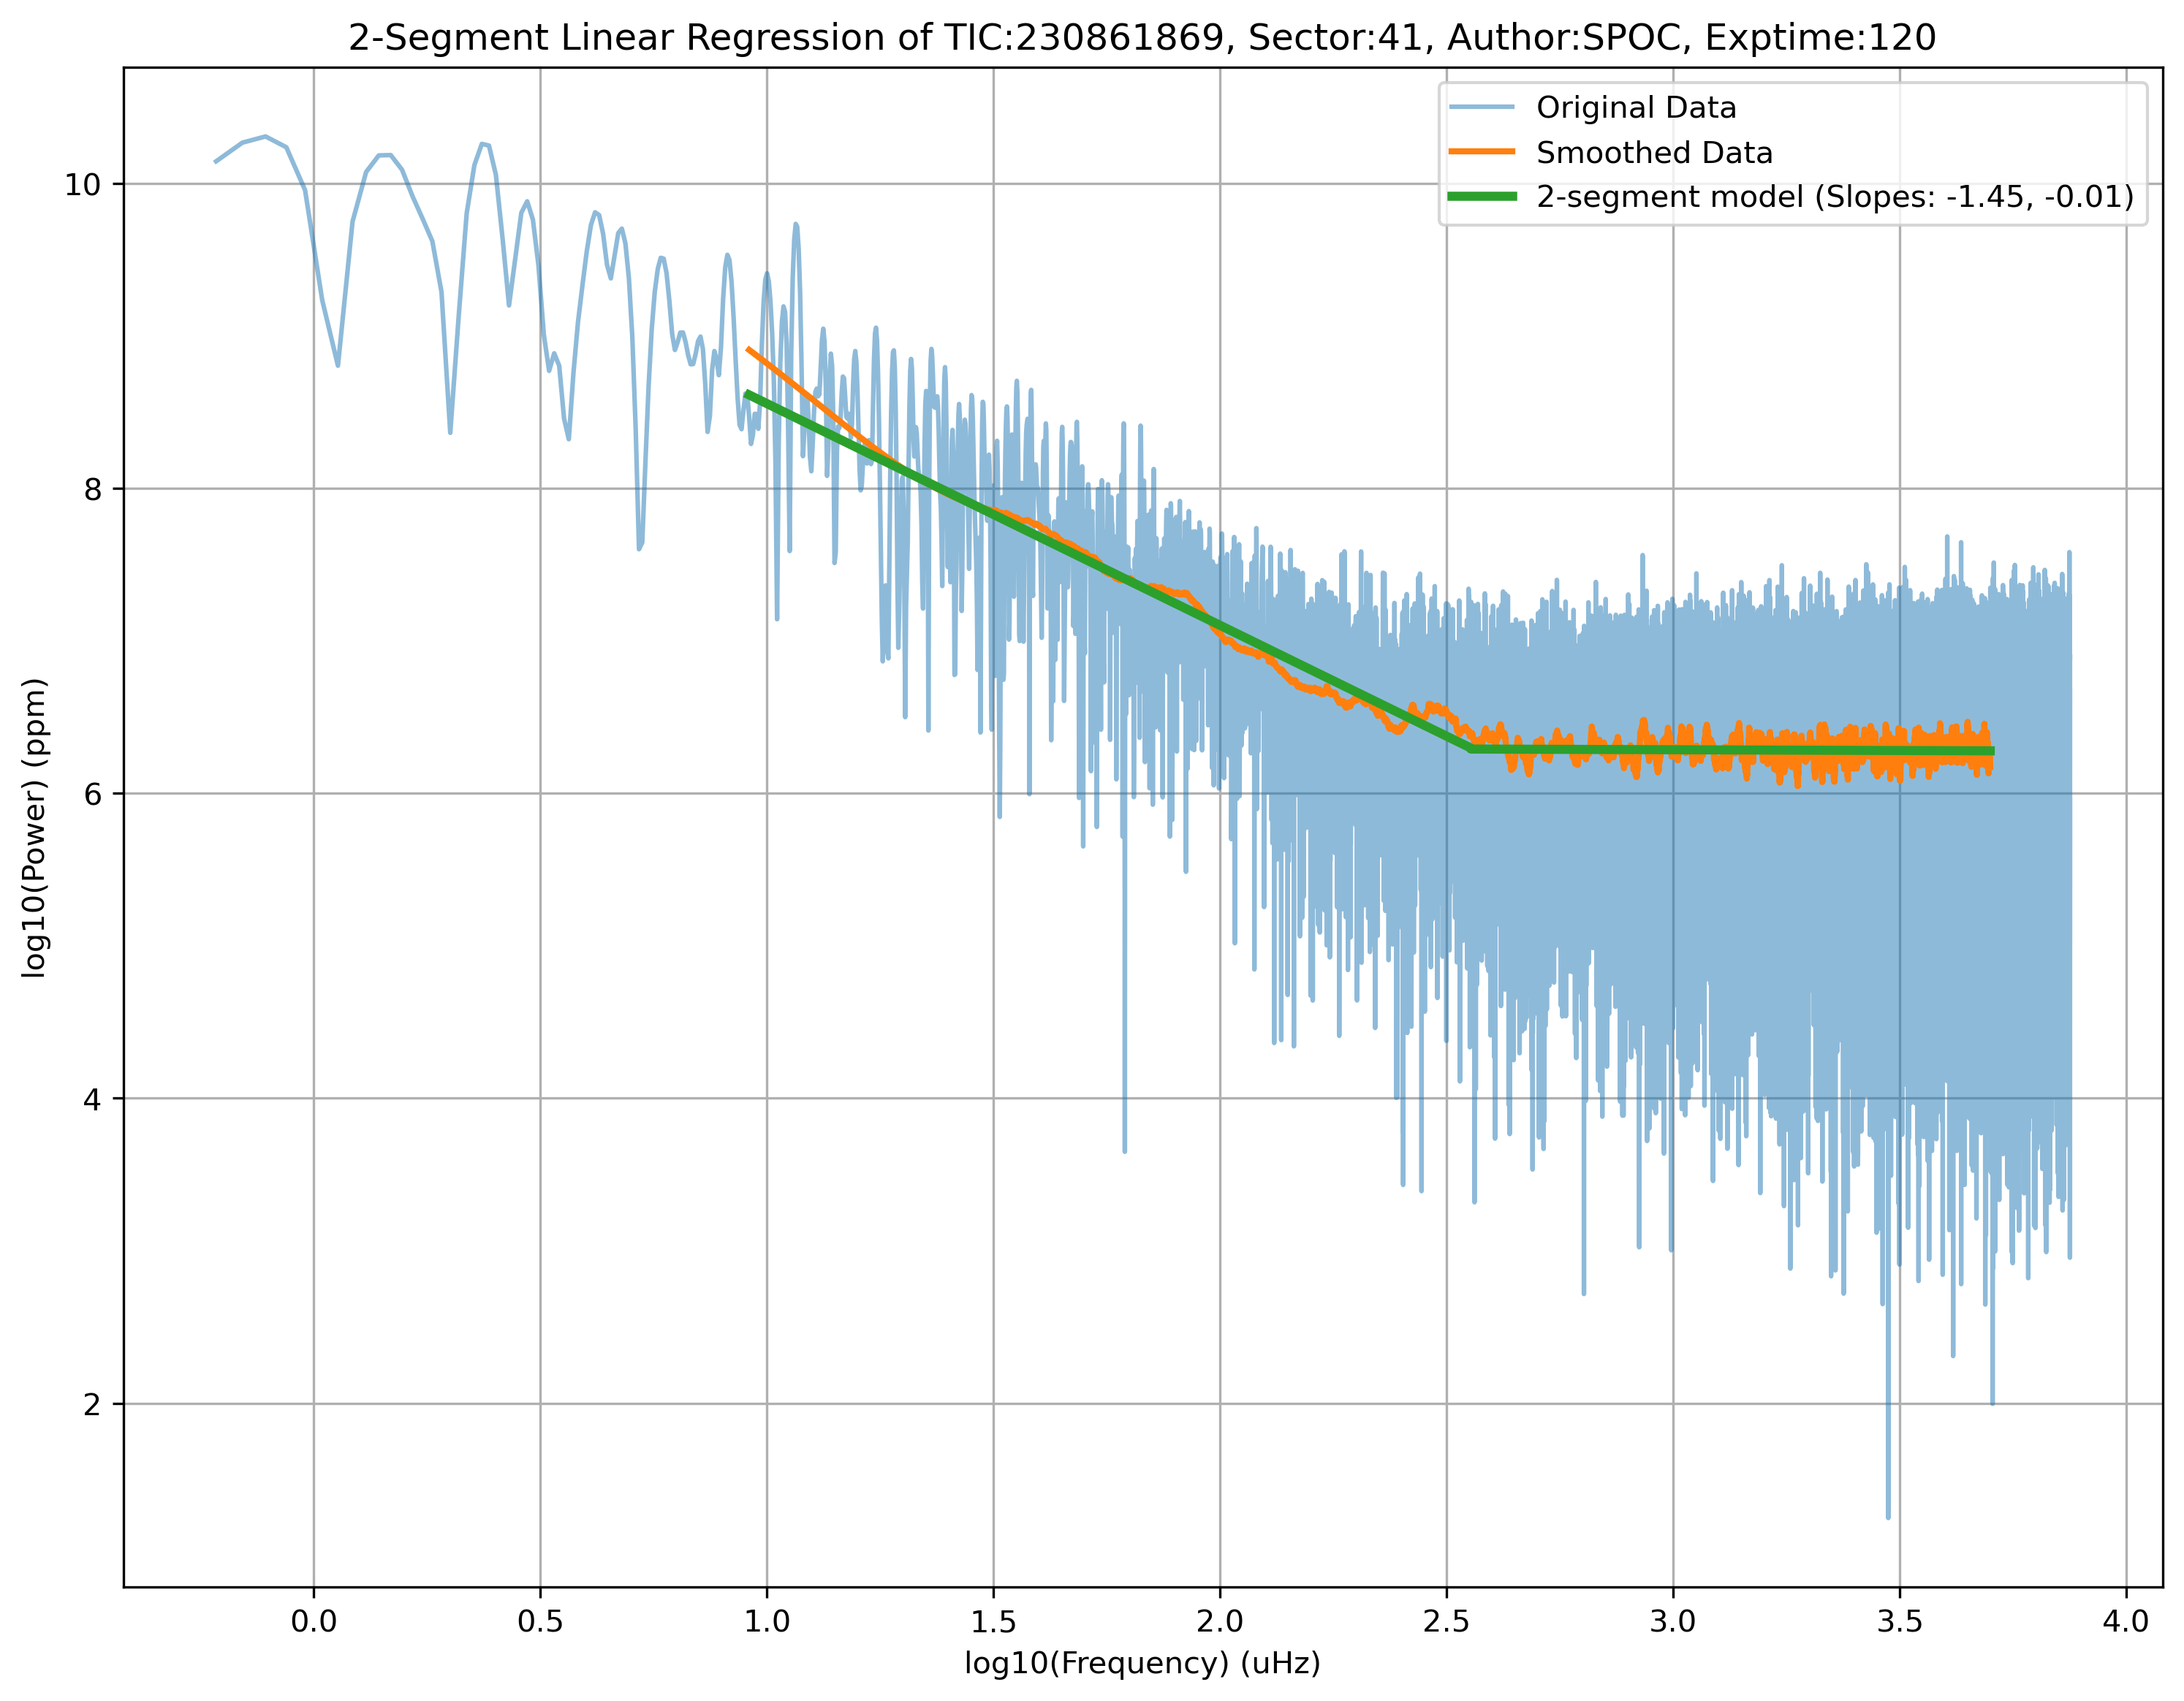 2-Segment Linear Regression of TIC:230861869, Sector:41, Author:SPOC, Exptime:120
Original Data
Smoothed Data
2-segment model (Slopes: -1.45, -0.01)
log10(Power) (ppm)
10
8
6
4
2
0.0 0.5 1.0 1.5 2.0 2.5 3.0 3.5 4.0
log10(Frequency) (uHz)